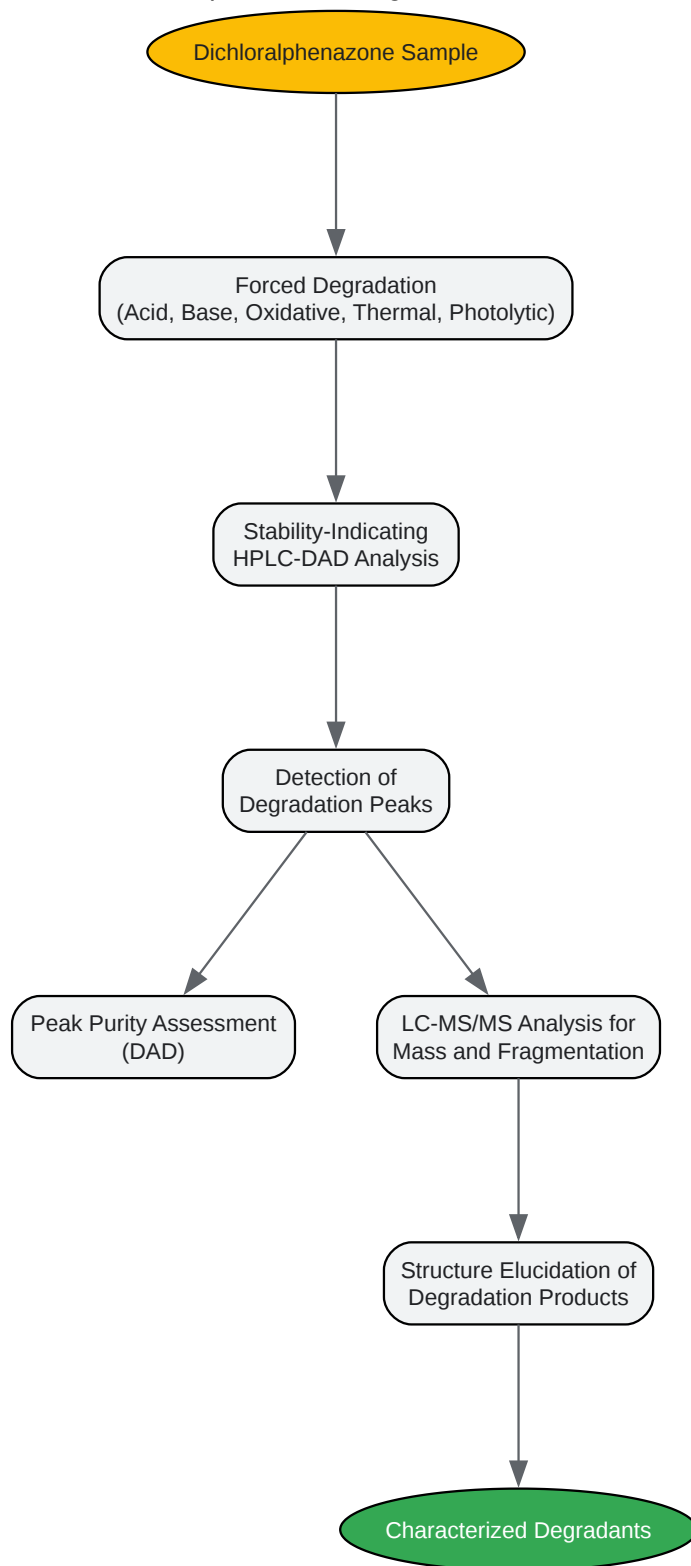 Dichloralphenazone Sample
Forced Degradation
(Acid, Base, Oxidative, Thermal, Photolytic)
Stability-Indicating
HPLC-DAD Analysis
Detection of
Degradation Peaks
Peak Purity Assessment
(DAD)
LC-MS/MS Analysis for
Mass and Fragmentation
Structure Elucidation of
Degradation Products
Characterized Degradants